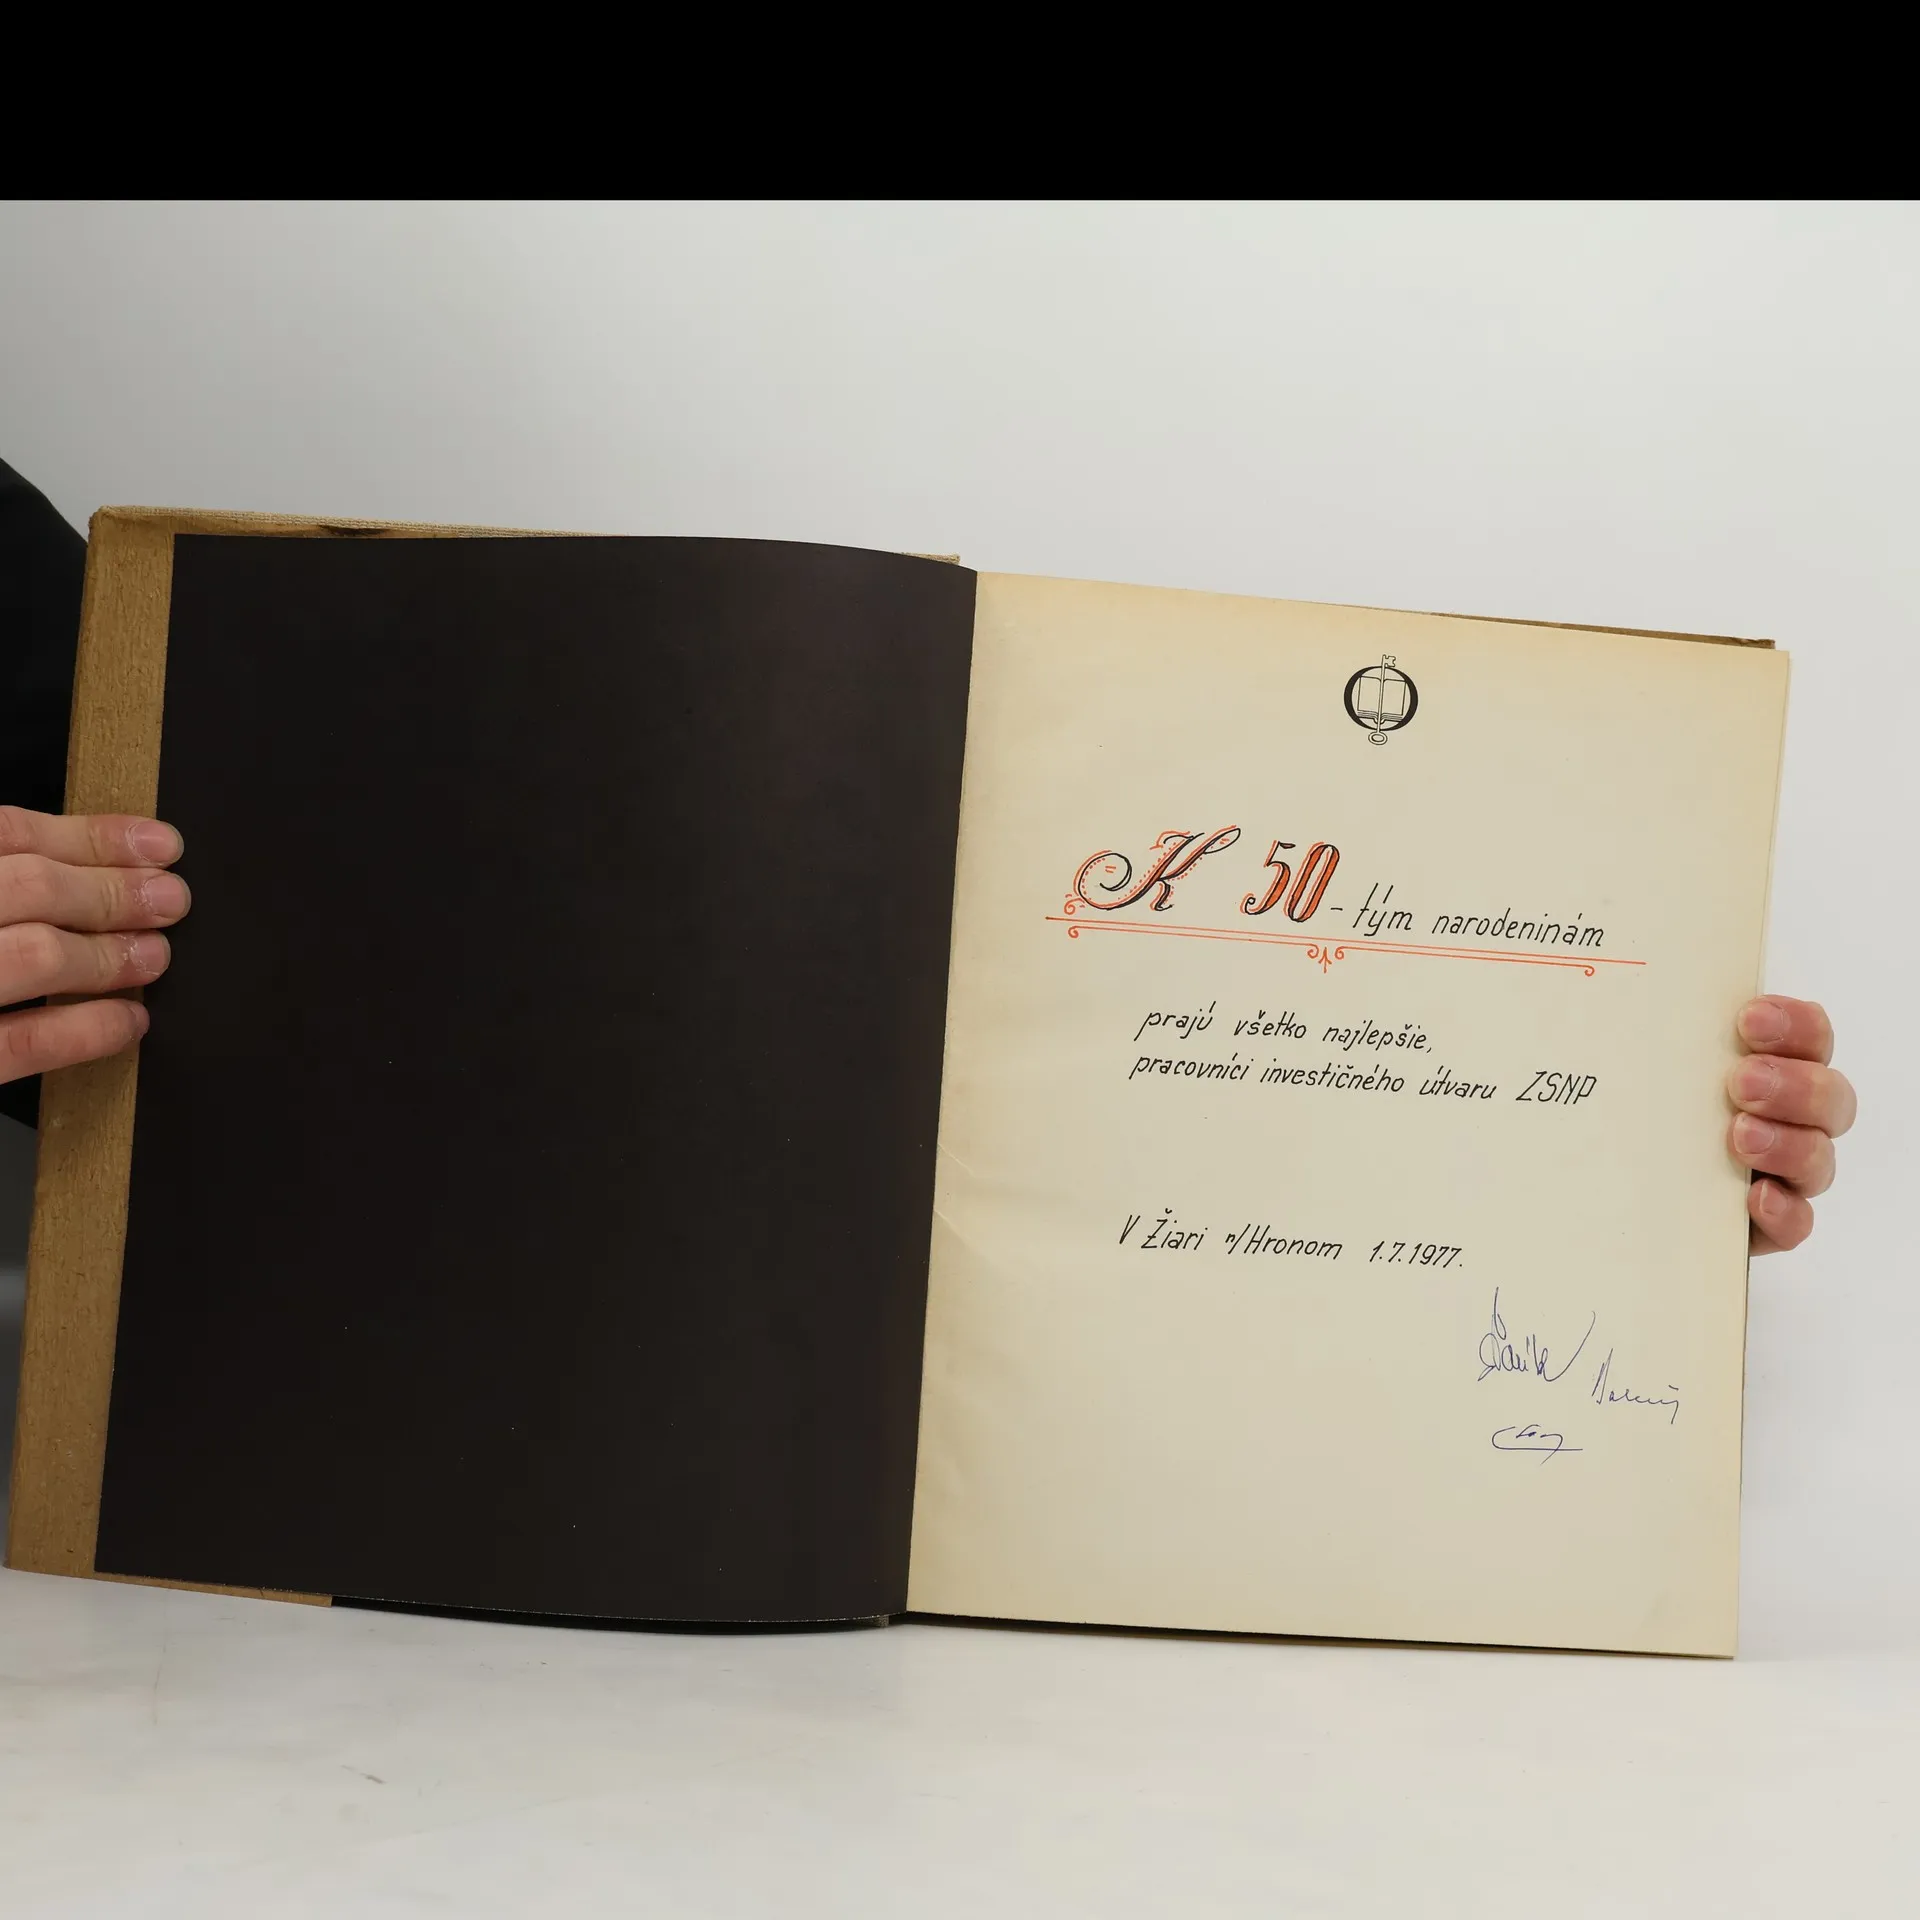 K 50-tým narodeninám
prajú všetko najlepšie,
pracovníci investičného útvaru ZSNP
V Žiari n/Hronom 1.7.1977.